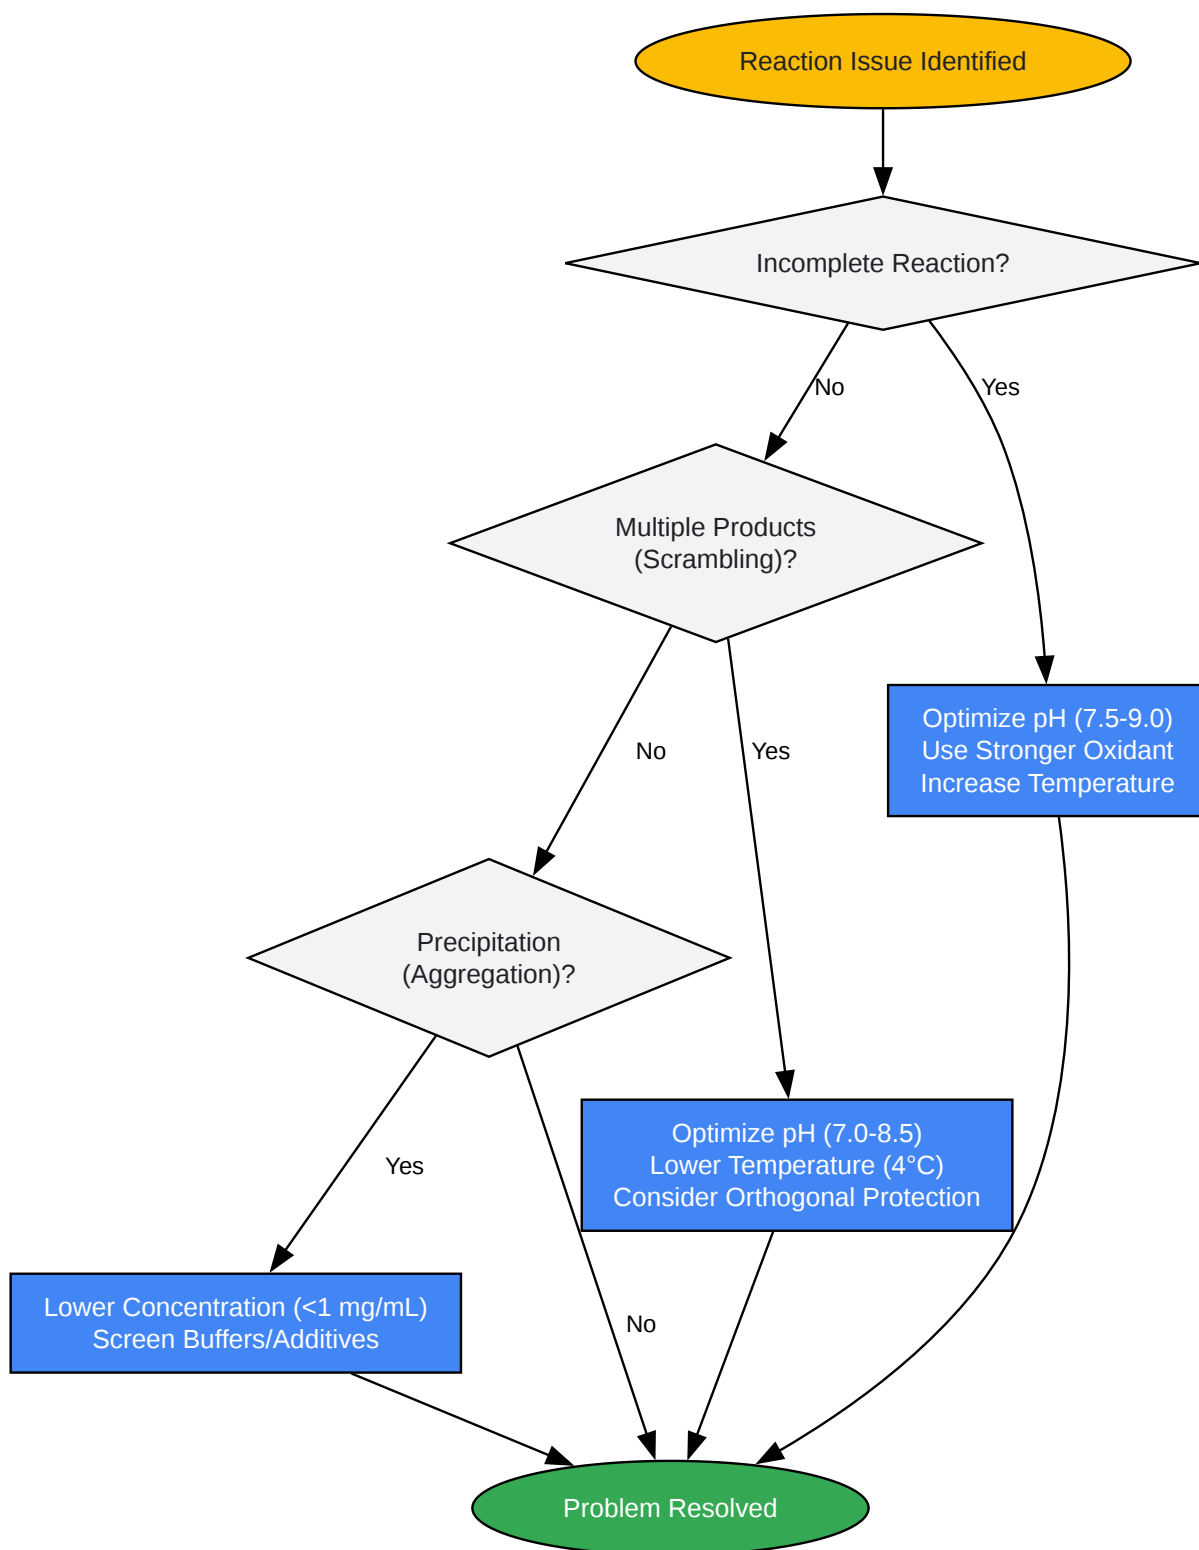 Reaction Issue Identified
Incomplete Reaction?
No
Yes
Multiple Products
(Scrambling)?
No
Yes
Optimize pH (7.5-9.0)
Use Stronger Oxidant
Increase Temperature
Precipitation
(Aggregation)?
Yes
No
Optimize pH (7.0-8.5)
Lower Temperature (4°C)
Consider Orthogonal Protection
Lower Concentration (<1 mg/mL)
Screen Buffers/Additives
Problem Resolved